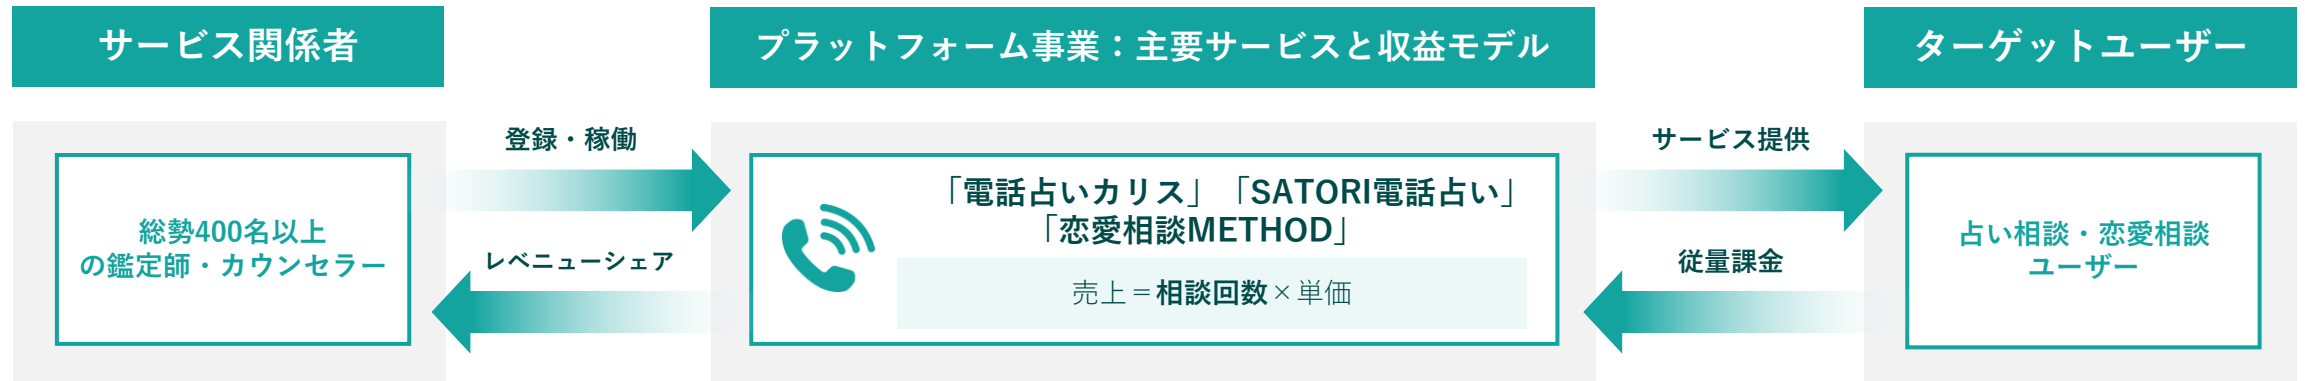 サービス関係者
プラットフォーム事業：主要サービスと収益モデル
ターゲットユーザー
総勢400名以上
の鑑定師・カウンセラー
登録・稼働
レベニューシェア
「電話占いカリス」「SATORI電話占い」
「恋愛相談METHOD」
売上＝相談回数×単価
サービス提供
従量課金
占い相談・恋愛相談
ユーザー